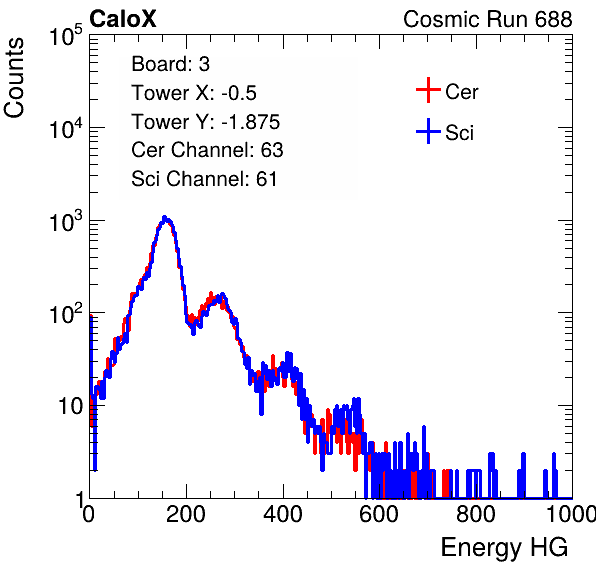 CaloX Cosmic Run 688
Counts
10^5
10^4
10^3
10^2
10
1
Board: 3
Tower X: -0.5
Tower Y: -1.875
Cer Channel: 63
Sci Channel: 61
Cer
Sci
0 200 400 600 800 1000
Energy HG